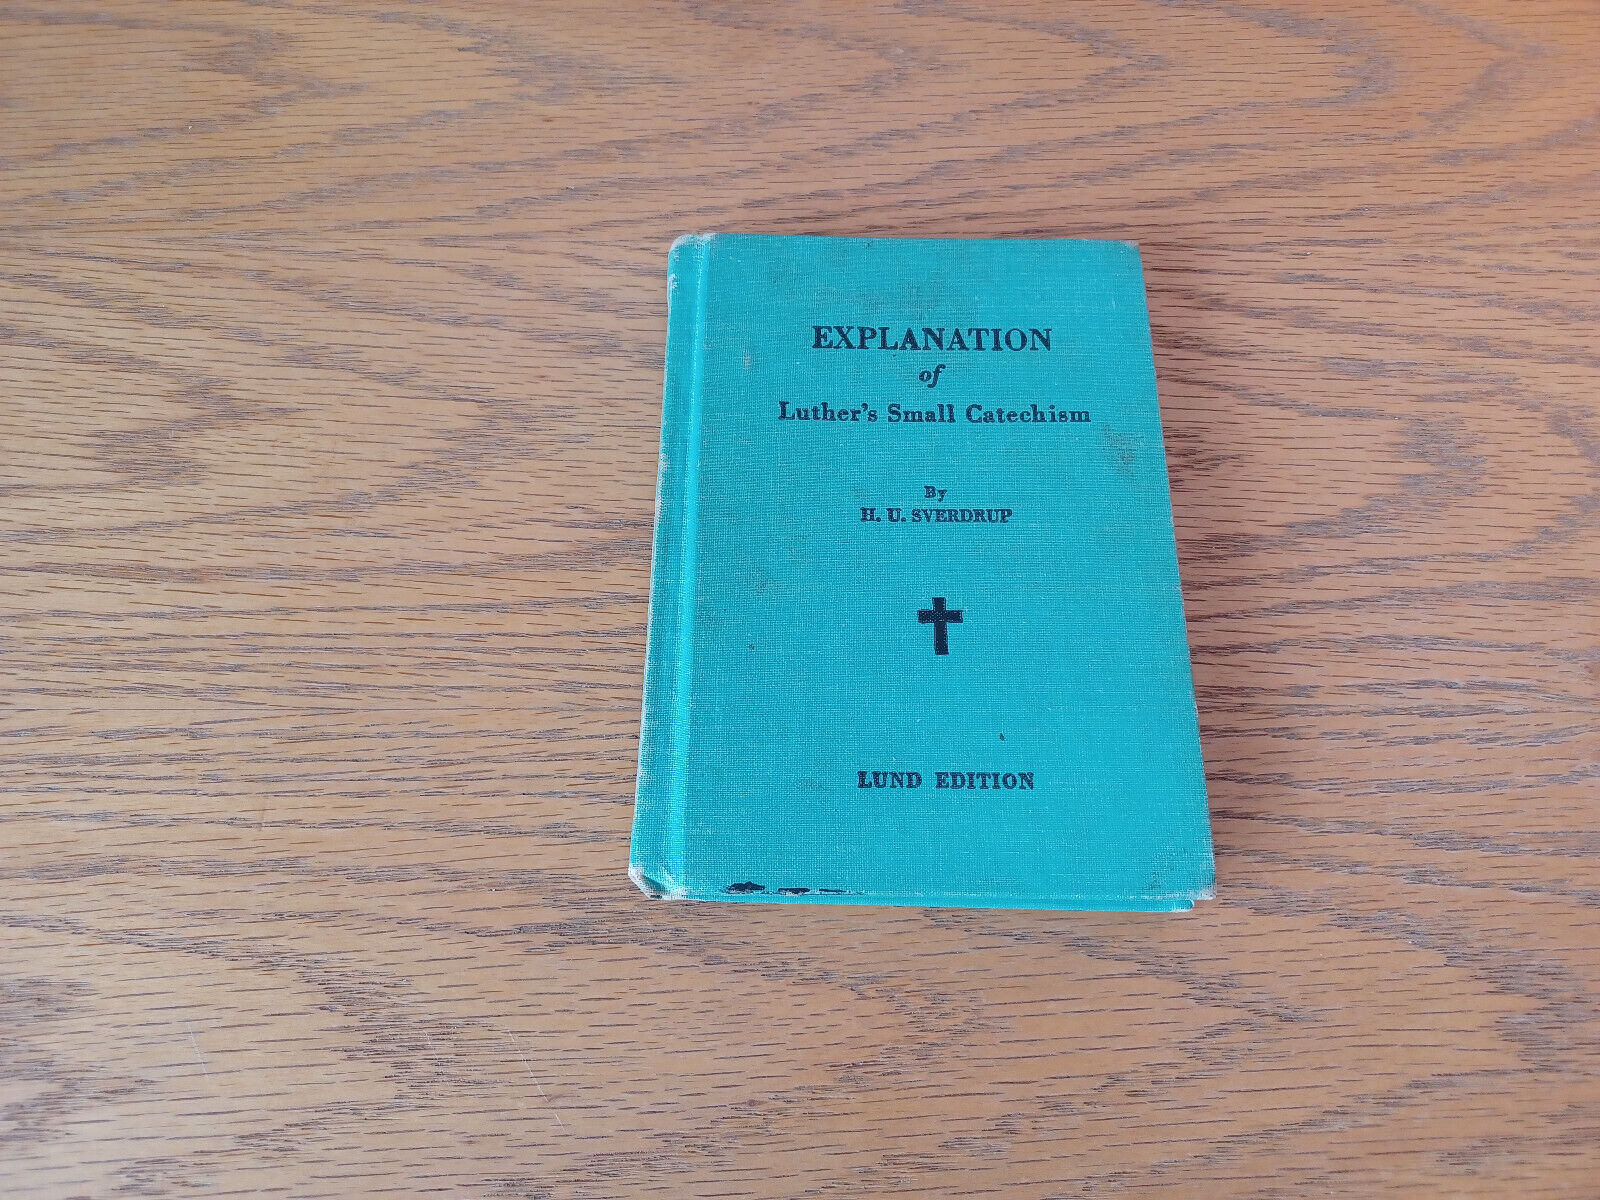 EXPLANATION
of
Luther's Small Catechism
By
H. U. SVERDRUP
LUND EDITION